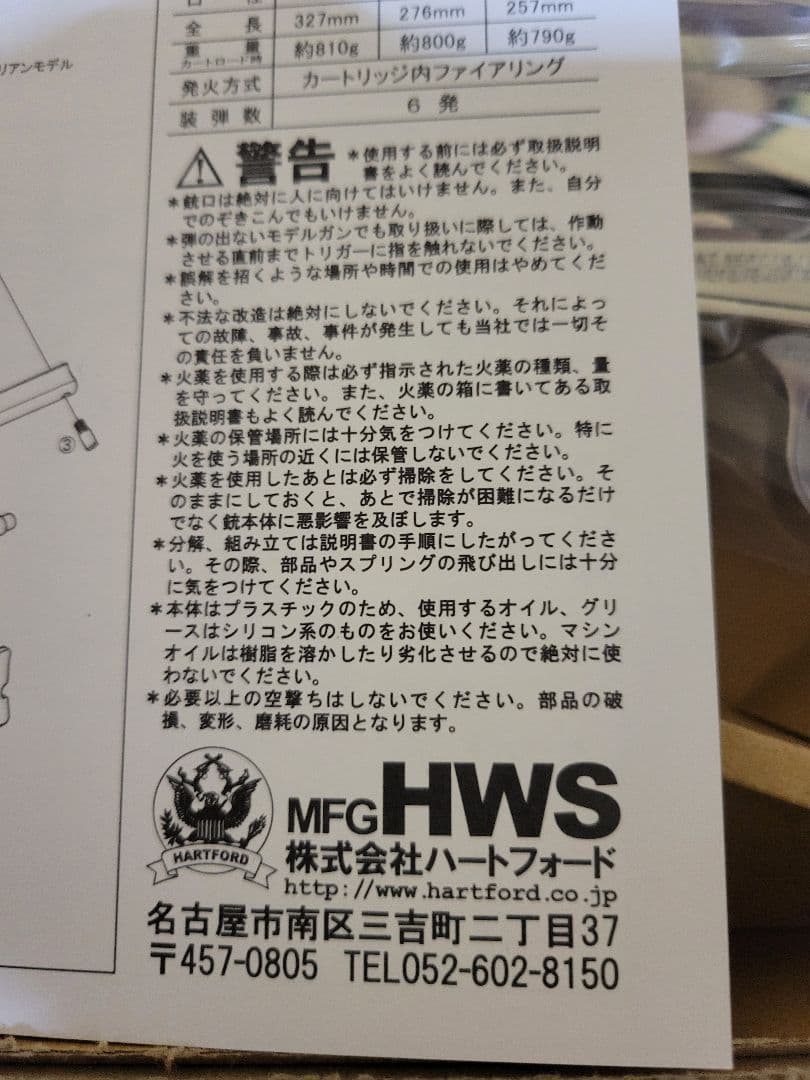 口 径
全 長 327mm 276mm 257mm
重 量 約810g 約800g 約790g
カートロード時
リアンモデル
発火方式 カートリッジ内ファイアリング
装弾数 6 発
⚠ 警告 *使用する前には必ず取扱説明
書をよく読んでください。
*銃口は絶対に人に向けてはいけません。また、自分
でのぞきこんでもいけません。
*弾の出ないモデルガンでも取り扱いに際しては、作動
させる直前までトリガーに指を触れないでください。
*誤解を招くような場所や時間での使用はやめてくだ
さい。
*不法な改造は絶対にしないでください。それによっ
ての故障、事故、事件が発生しても当社では一切そ
の責任を負いません。
*火薬を使用する際は必ず指示された火薬の種類、量
を守ってください。また、火薬の箱に書いてある取
扱説明書もよく読んでください。
*火薬の保管場所には十分気をつけてください。特に
火を使う場所の近くには保管しないでください。
*火薬を使用したあとは必ず掃除をしてください。そ
のままにしておくと、あとで掃除が困難になるだけ
でなく銃本体に悪影響を及ぼします。
*分解、組み立ては説明書の手順にしたがってくださ
い。その際、部品やスプリングの飛び出しには十分
に気をつけてください。
*本体はプラスチックのため、使用するオイル、グリ
ースはシリコン系のものをお使いください。マシン
オイルは樹脂を溶かしたり劣化させるので絶対に使
わないでください。
*必要以上の空撃ちはしないでください。部品の破
損、変形、磨耗の原因となります。
③
HARTFORD
MFG HWS
株式会社ハートフォード
http://www.hartford.co.jp
名古屋市南区三吉町二丁目37
〒457-0805 TEL052-602-8150